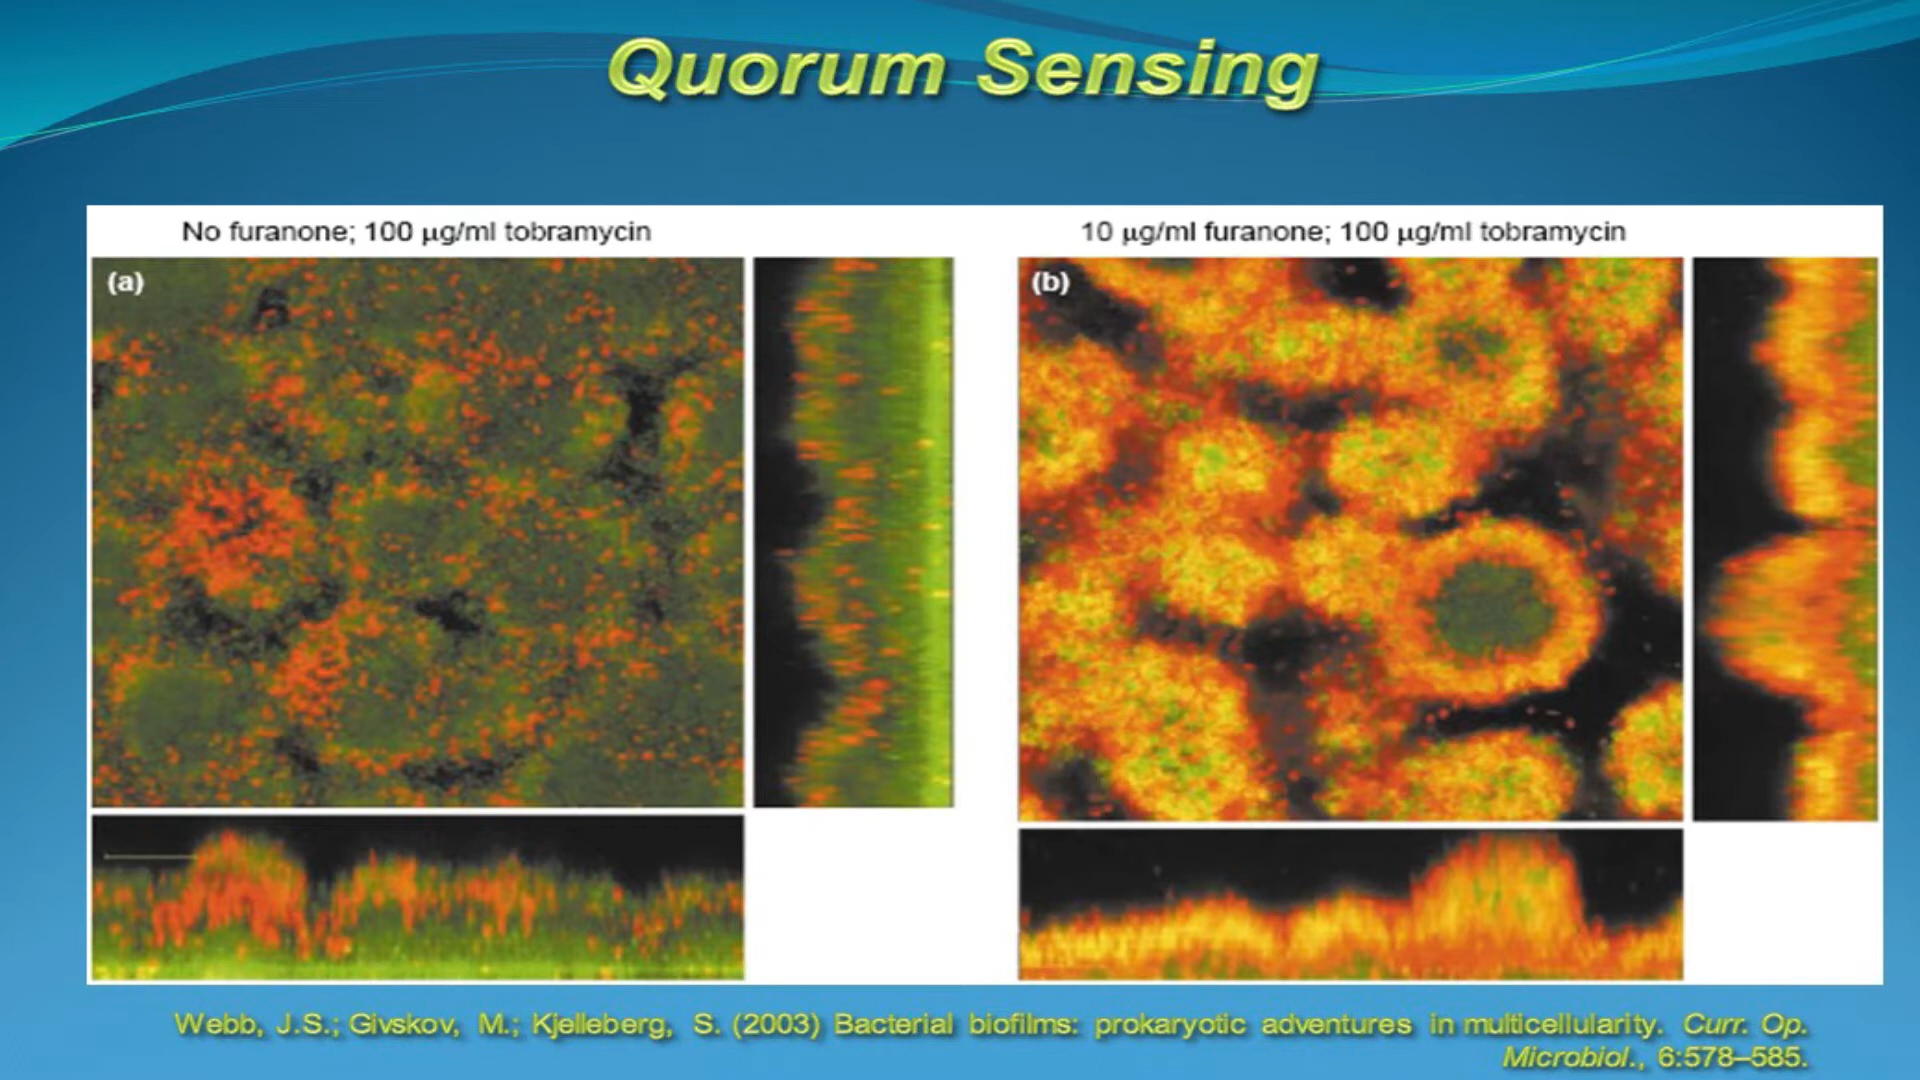 Quorum Sensing
No furanone; 100 µg/ml tobramycin
10 µg/ml furanone; 100 µg/ml tobramycin
(a)
(b)
Webb, J.S.; Givskov, M.; Kjelleberg, S. (2003) Bacterial biofilms: prokaryotic adventures in multicellularity. Curr. Op.
Microbiol., 6:578–585.